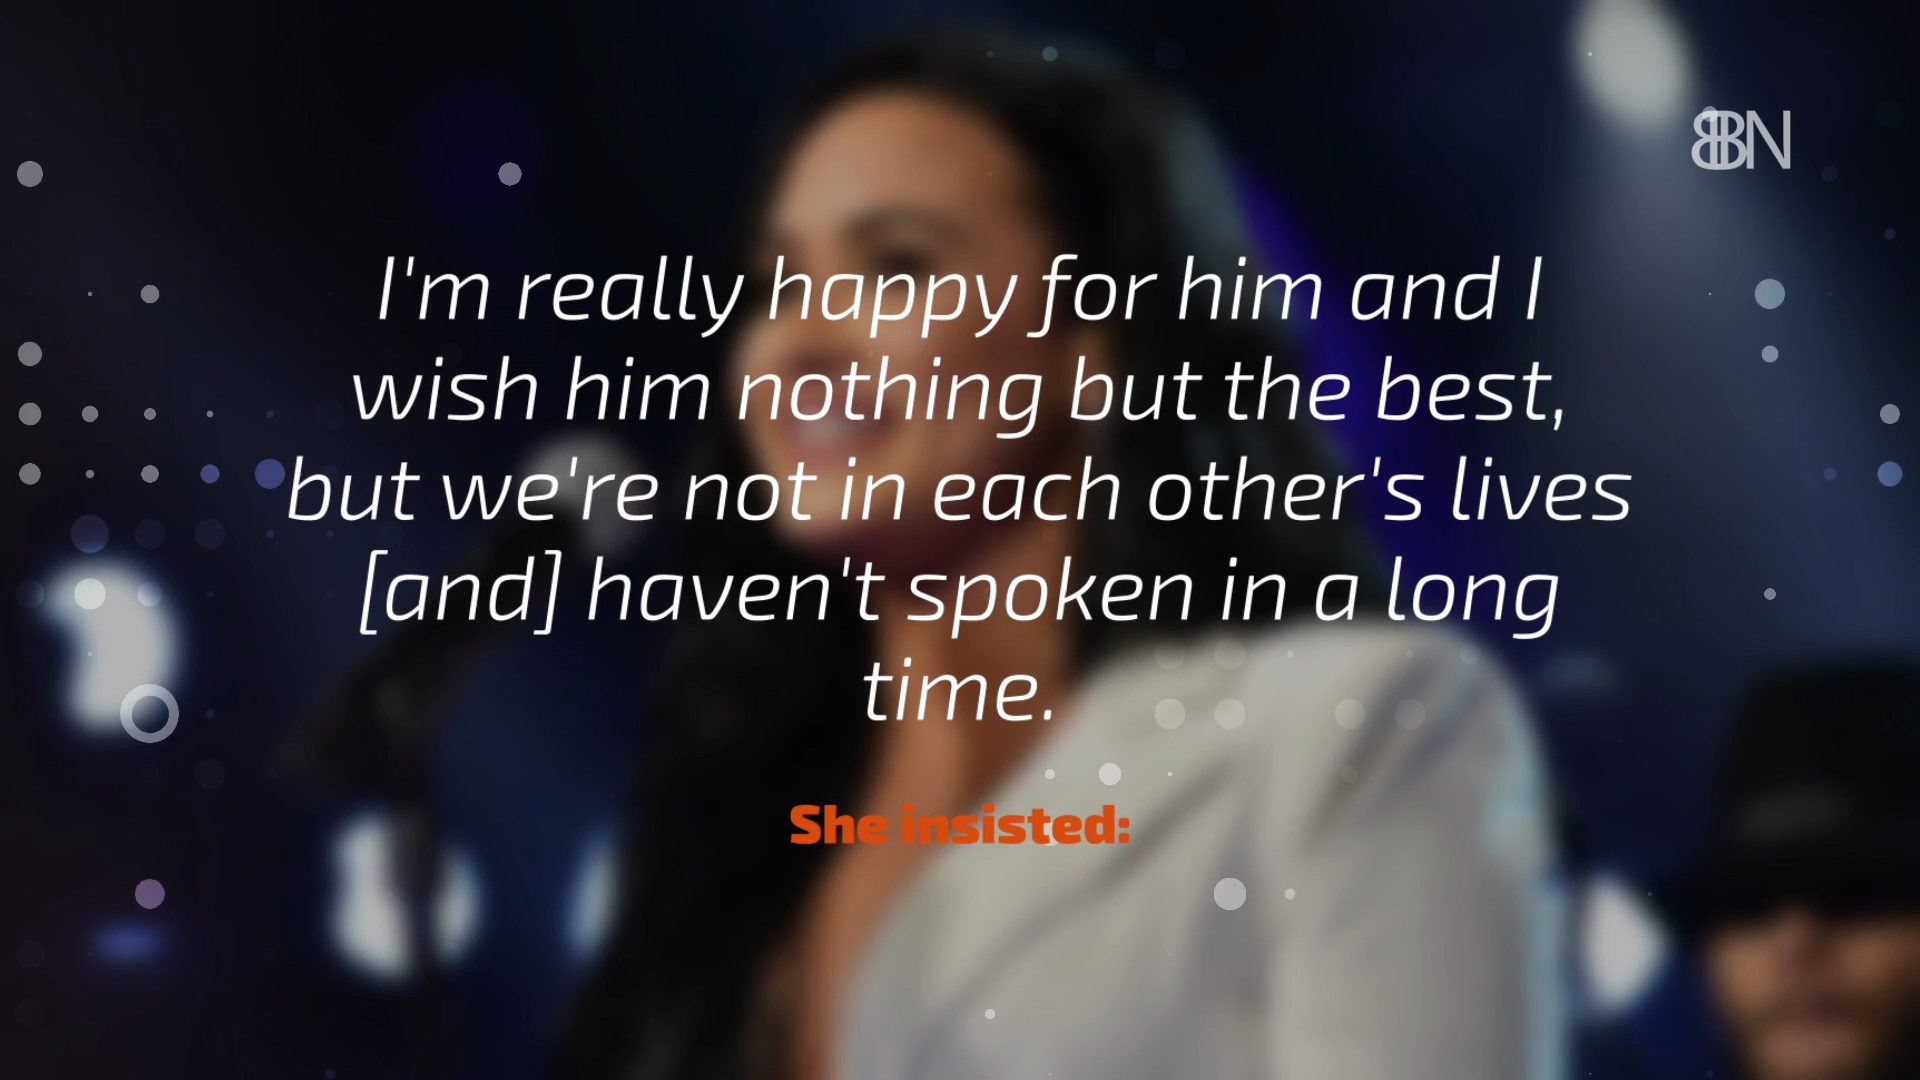 BBN
I'm really happy for him and I
wish him nothing but the best,
but we're not in each other's lives
[and] haven't spoken in a long
time.
She insisted: